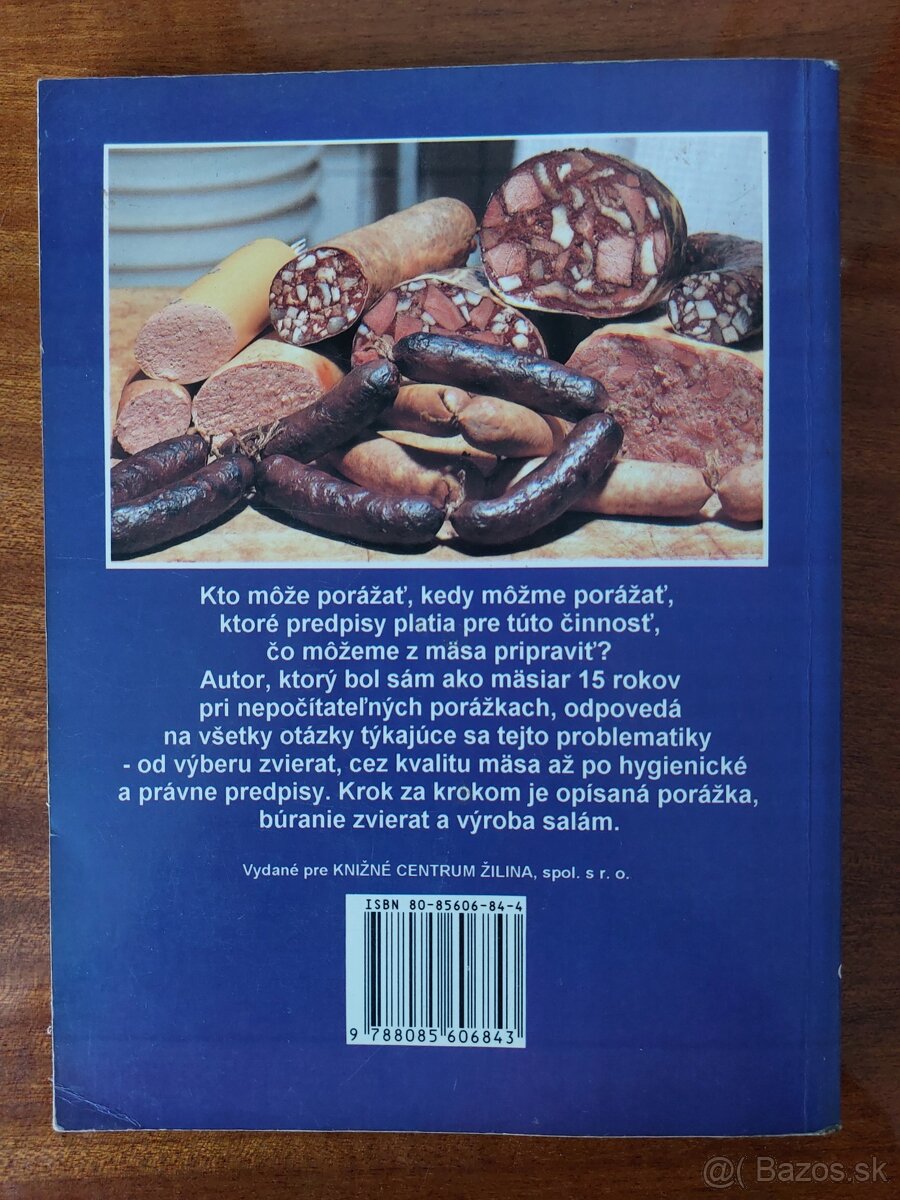 Kto môže porážať, kedy môžme porážať,
ktoré predpisy platia pre túto činnosť,
čo môžeme z mäsa pripraviť?
Autor, ktorý bol sám ako mäsiar 15 rokov
pri nepočítateľných porážkach, odpovedá
na všetky otázky týkajúce sa tejto problematiky
- od výberu zvierat, cez kvalitu mäsa až po hygienické
a právne predpisy. Krok za krokom je opísaná porážka,
búranie zvierat a výroba salám.
Vydané pre KNIŽNÉ CENTRUM ŽILINA, spol. s r. o.
ISBN 80-85606-84-4
9 788085 606843
@( Bazos.sk